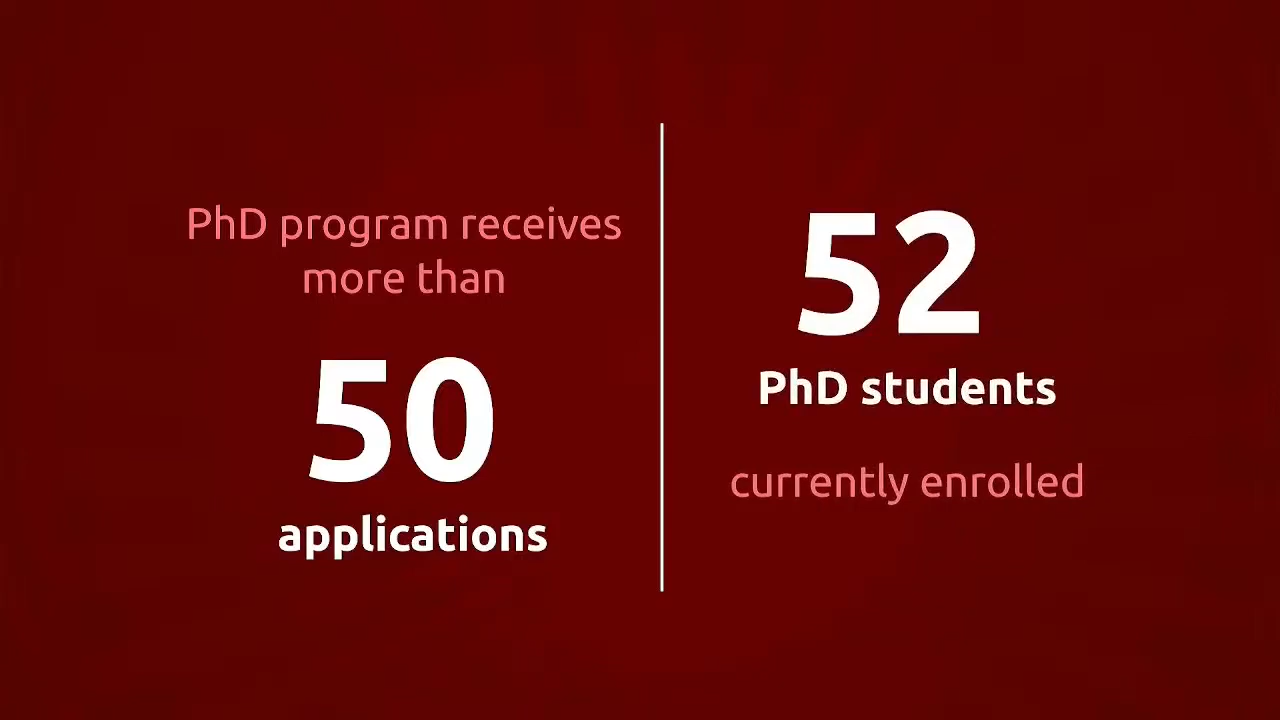 PhD program receives
more than
50
applications
52
PhD students
currently enrolled